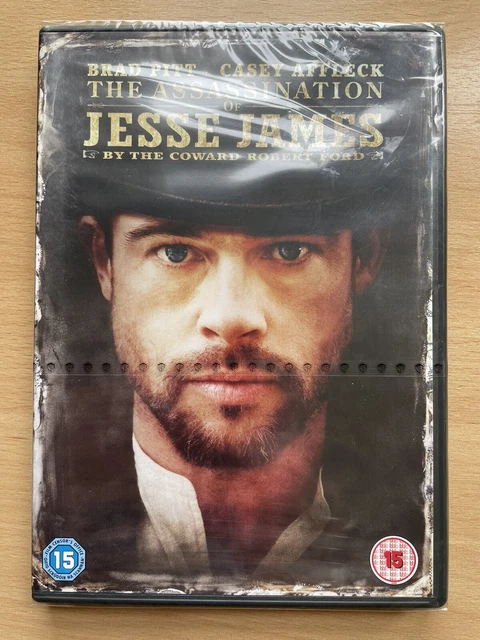 BRAD PITT CASEY AFFLECK
THE ASSASSINATION
OF
JESSE JAMES
BY THE COWARD ROBERT FORD
15
15